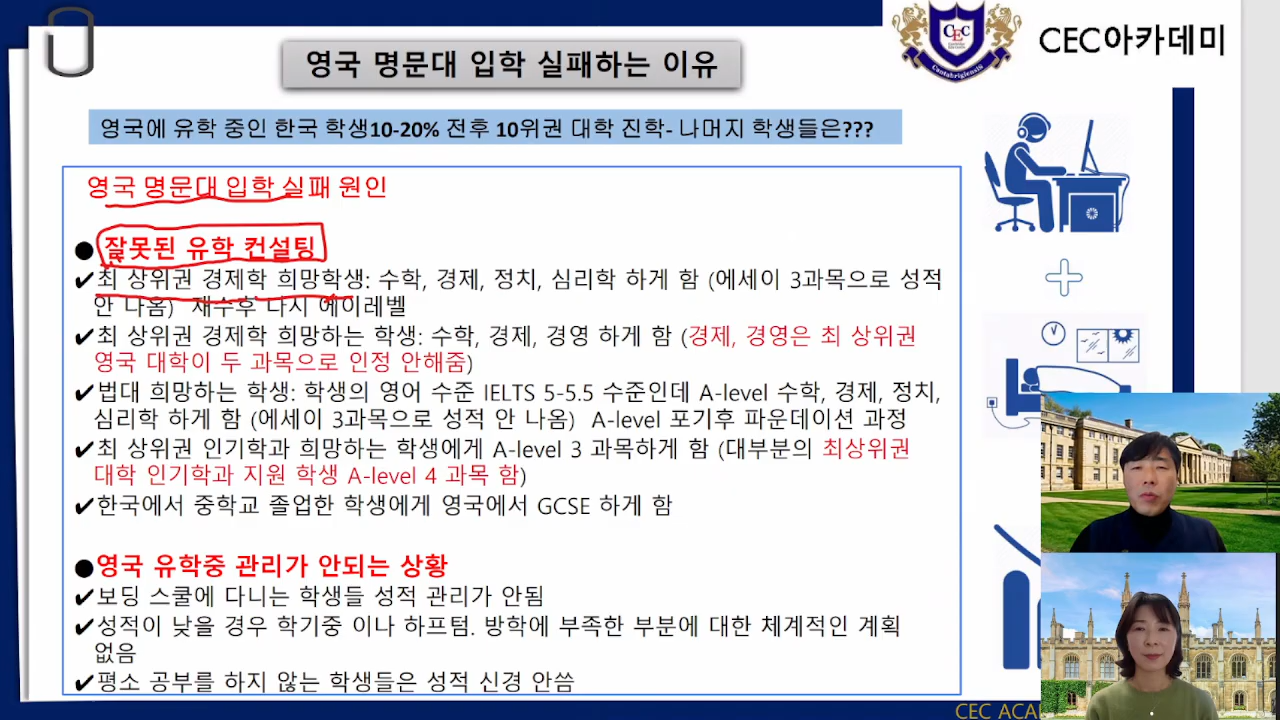 영국 명문대 입학 실패하는 이유
CEC
Cantabrigiensis
CEC아카데미
영국에 유학 중인 한국 학생10-20% 전후 10위권 대학 진학- 나머지 학생들은???
영국 명문대 입학 실패 원인
●잘못된 유학 컨설팅
✔최 상위권 경제학 희망학생: 수학, 경제, 정치, 심리학 하게 함 (에세이 3과목으로 성적
안 나옴) 재수후 다시 에이레벨
✔최 상위권 경제학 희망하는 학생: 수학, 경제, 경영 하게 함 (경제, 경영은 최 상위권
영국 대학이 두 과목으로 인정 안해줌)
✔법대 희망하는 학생: 학생의 영어 수준 IELTS 5-5.5 수준인데 A-level 수학, 경제, 정치,
심리학 하게 함 (에세이 3과목으로 성적 안 나옴) A-level 포기후 파운데이션 과정
✔최 상위권 인기학과 희망하는 학생에게 A-level 3 과목하게 함 (대부분의 최상위권
대학 인기학과 지원 학생 A-level 4 과목 함)
✔한국에서 중학교 졸업한 학생에게 영국에서 GCSE 하게 함
●영국 유학중 관리가 안되는 상황
✔보딩 스쿨에 다니는 학생들 성적 관리가 안됨
✔성적이 낮을 경우 학기중 이나 하프텀. 방학에 부족한 부분에 대한 체계적인 계획
없음
✔평소 공부를 하지 않는 학생들은 성적 신경 안씀
CEC ACA